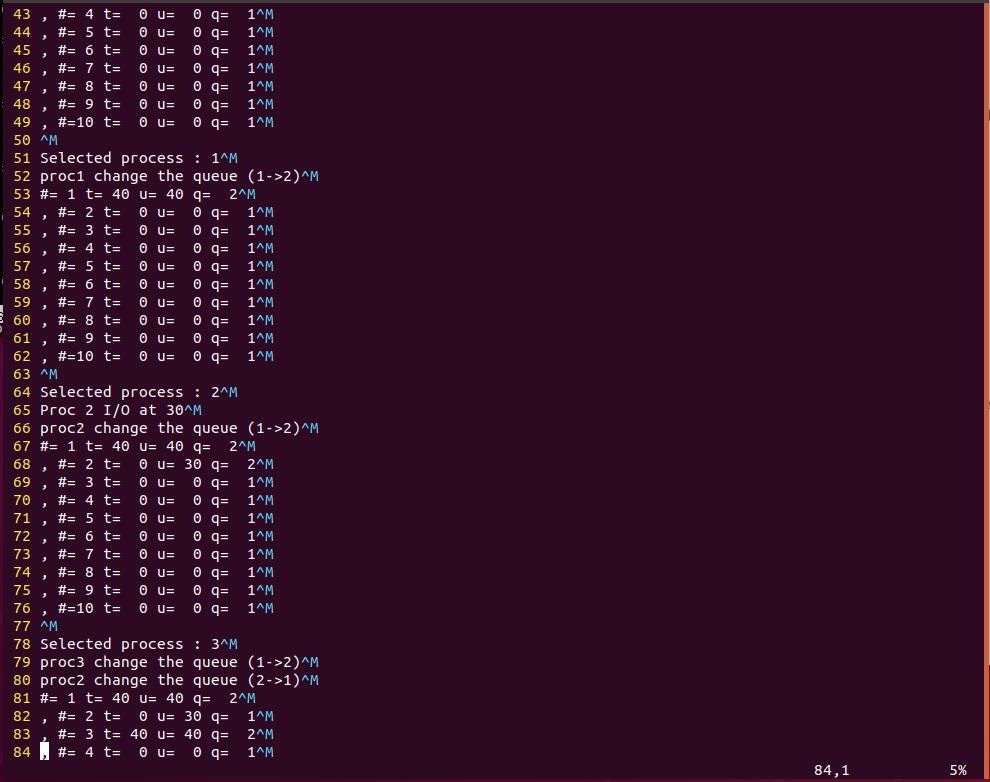 43 , #= 4 t=  0 u=  0 q=  1^M
44 , #= 5 t=  0 u=  0 q=  1^M
45 , #= 6 t=  0 u=  0 q=  1^M
46 , #= 7 t=  0 u=  0 q=  1^M
47 , #= 8 t=  0 u=  0 q=  1^M
48 , #= 9 t=  0 u=  0 q=  1^M
49 , #=10 t=  0 u=  0 q=  1^M
50 ^M
51 Selected process : 1^M
52 proc1 change the queue (1->2)^M
53 #= 1 t= 40 u= 40 q=  2^M
54 , #= 2 t=  0 u=  0 q=  1^M
55 , #= 3 t=  0 u=  0 q=  1^M
56 , #= 4 t=  0 u=  0 q=  1^M
57 , #= 5 t=  0 u=  0 q=  1^M
58 , #= 6 t=  0 u=  0 q=  1^M
59 , #= 7 t=  0 u=  0 q=  1^M
60 , #= 8 t=  0 u=  0 q=  1^M
61 , #= 9 t=  0 u=  0 q=  1^M
62 , #=10 t=  0 u=  0 q=  1^M
63 ^M
64 Selected process : 2^M
65 Proc 2 I/O at 30^M
66 proc2 change the queue (1->2)^M
67 #= 1 t= 40 u= 40 q=  2^M
68 , #= 2 t=  0 u= 30 q=  2^M
69 , #= 3 t=  0 u=  0 q=  1^M
70 , #= 4 t=  0 u=  0 q=  1^M
71 , #= 5 t=  0 u=  0 q=  1^M
72 , #= 6 t=  0 u=  0 q=  1^M
73 , #= 7 t=  0 u=  0 q=  1^M
74 , #= 8 t=  0 u=  0 q=  1^M
75 , #= 9 t=  0 u=  0 q=  1^M
76 , #=10 t=  0 u=  0 q=  1^M
77 ^M
78 Selected process : 3^M
79 proc3 change the queue (1->2)^M
80 proc2 change the queue (2->1)^M
81 #= 1 t= 40 u= 40 q=  2^M
82 , #= 2 t=  0 u= 30 q=  1^M
83 , #= 3 t= 40 u= 40 q=  2^M
84 , #= 4 t=  0 u=  0 q=  1^M
84,1 5%